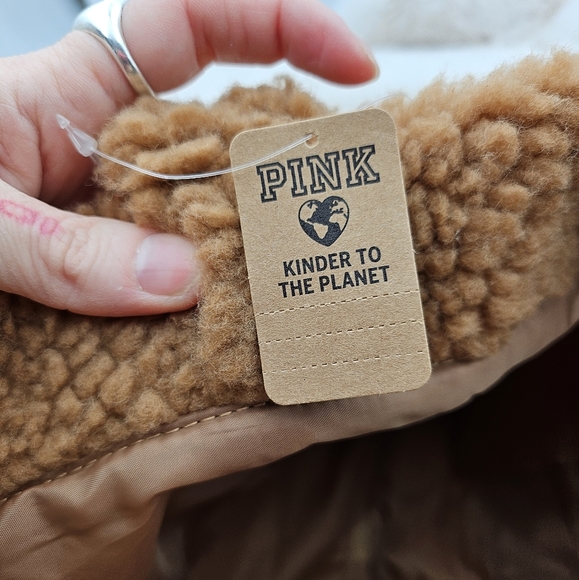 PINK
KINDER TO
THE PLANET